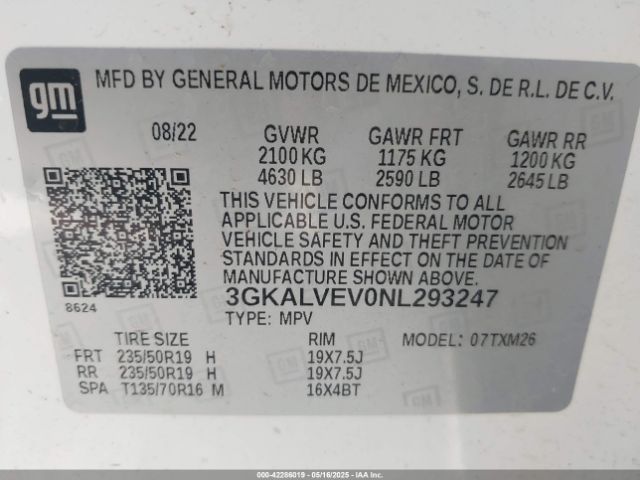 gm
MFD BY GENERAL MOTORS DE MEXICO, S. DE R.L. DE C.V.
08/22 GVWR GAWR FRT GAWR RR
2100 KG 1175 KG 1200 KG
4630 LB 2590 LB 2645 LB
THIS VEHICLE CONFORMS TO ALL
APPLICABLE U.S. FEDERAL MOTOR
VEHICLE SAFETY AND THEFT PREVENTION
STANDARDS IN EFFECT ON THE DATE OF
MANUFACTURE SHOWN ABOVE.
8624
3GKALVEV0NL293247
TYPE: MPV
TIRE SIZE RIM MODEL: 07TXM26
FRT 235/50R19 H 19X7.5J
RR 235/50R19 H 19X7.5J
SPA T135/70R16 M 16X4BT
000-42286019 - 05/16/2025 - IAADN01